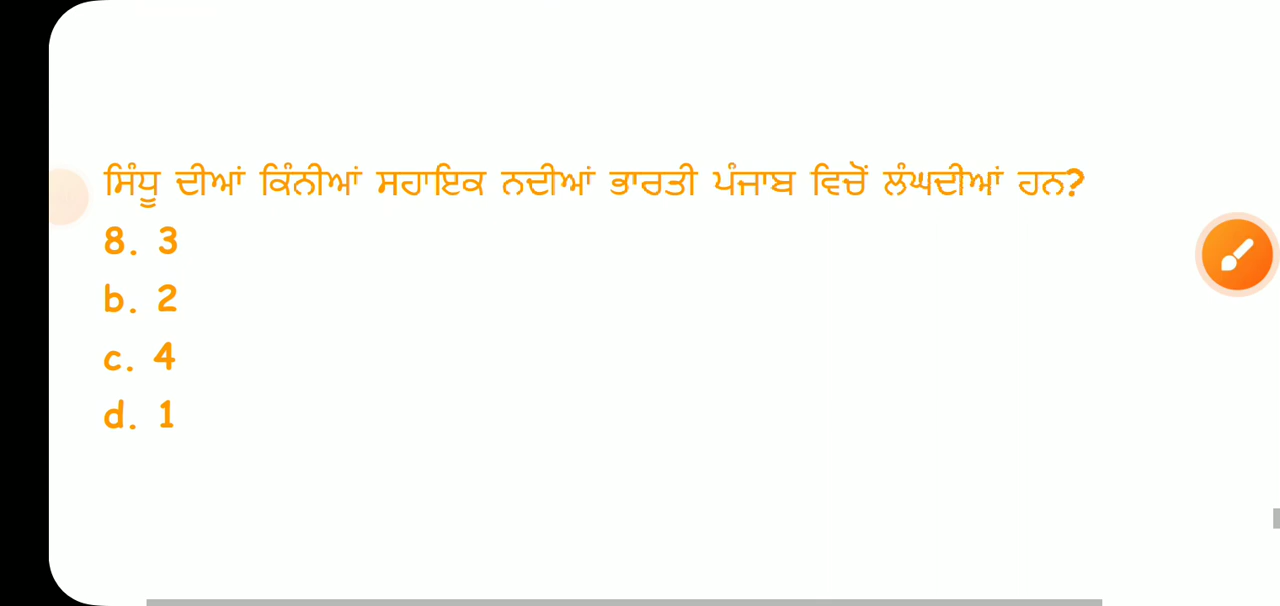 ਸਿੰਧੂ ਦੀਆਂ ਕਿੰਨੀਆਂ ਸਹਾਇਕ ਨਦੀਆਂ ਭਾਰਤੀ ਪੰਜਾਬ ਵਿਚੋਂ ਲੰਘਦੀਆਂ ਹਨ?
8. 3
b. 2
c. 4
d. 1